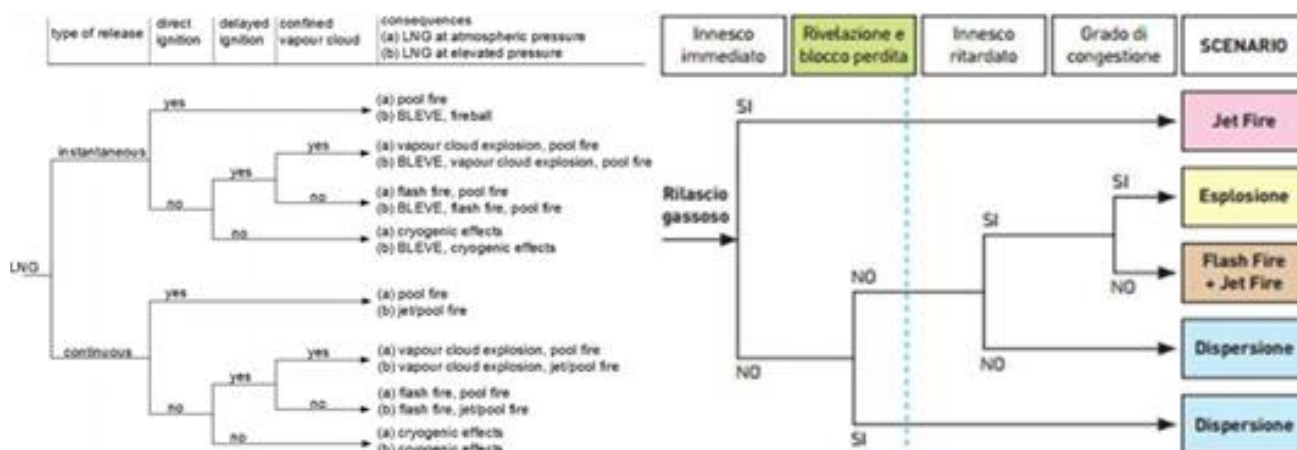 type of release
direct
ignition
delayed
ignition
confined
vapour cloud
consequences
(a) LNG at atmospheric pressure
(b) LNG at elevated pressure
LNG
instantaneous
yes
(a) pool fire
(b) BLEVE, fireball
no
yes
yes
(a) vapour cloud explosion, pool fire
(b) BLEVE, vapour cloud explosion, pool fire
no
(a) flash fire, pool fire
(b) BLEVE, flash fire, pool fire
no
(a) cryogenic effects
(b) BLEVE, cryogenic effects
continuous
yes
(a) pool fire
(b) jet/pool fire
no
yes
yes
(a) vapour cloud explosion, pool fire
(b) vapour cloud explosion, jet/pool fire
no
(a) flash fire, pool fire
(b) flash fire, jet/pool fire
no
(a) cryogenic effects
(b) cryogenic effects
Innesco
immediato
Rivelazione e
blocco perdita
Innesco
ritardato
Grado di
congestione
SCENARIO
Rilascio
gassoso
SI
Jet Fire
NO
NO
SI
SI
Esplosione
NO
Flash Fire
+ Jet Fire
NO
Dispersione
SI
Dispersione